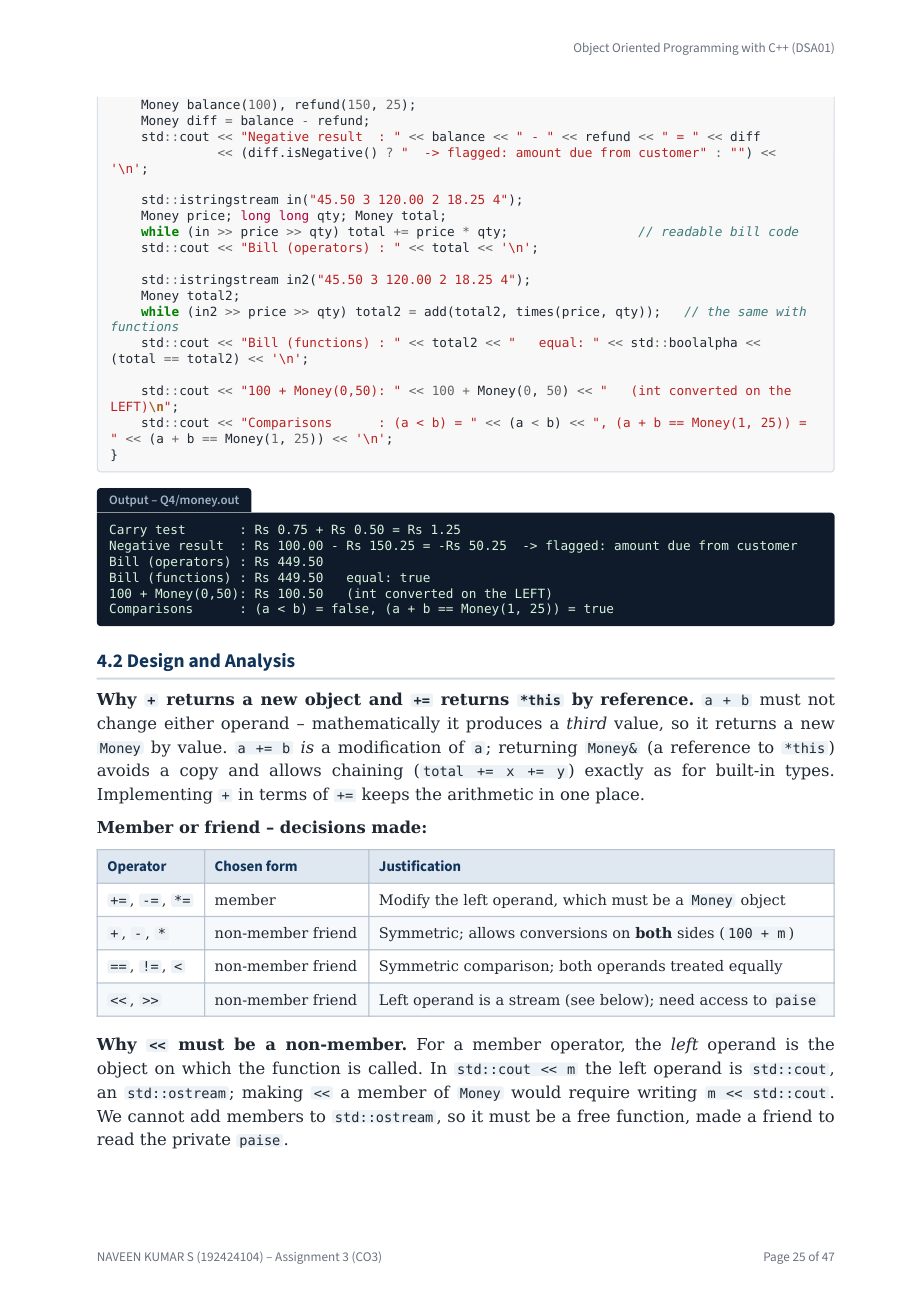 Object Oriented Programming with C++ (DSA01)
    Money balance(100), refund(150, 25);
    Money diff = balance - refund;
    std::cout << "Negative result  : " << balance << " - " << refund << " = " << diff
              << (diff.isNegative() ? "  -> flagged: amount due from customer" : "") <<
'\n';
    std::istringstream in("45.50 3 120.00 2 18.25 4");
    Money price; long long qty; Money total;
    while (in >> price >> qty) total += price * qty;                 // readable bill code
    std::cout << "Bill (operators) : " << total << '\n';
    std::istringstream in2("45.50 3 120.00 2 18.25 4");
    Money total2;
    while (in2 >> price >> qty) total2 = add(total2, times(price, qty));   // the same with
functions
    std::cout << "Bill (functions) : " << total2 << "   equal: " << std::boolalpha <<
(total == total2) << '\n';
    std::cout << "100 + Money(0,50): " << 100 + Money(0, 50) << "   (int converted on the
LEFT)\n";
    std::cout << "Comparisons      : (a < b) = " << (a < b) << ", (a + b == Money(1, 25)) =
" << (a + b == Money(1, 25)) << '\n';
}
Output – Q4/money.out
Carry test       : Rs 0.75 + Rs 0.50 = Rs 1.25
Negative result  : Rs 100.00 - Rs 150.25 = -Rs 50.25  -> flagged: amount due from customer
Bill (operators) : Rs 449.50
Bill (functions) : Rs 449.50   equal: true
100 + Money(0,50): Rs 100.50   (int converted on the LEFT)
Comparisons      : (a < b) = false, (a + b == Money(1, 25)) = true
4.2 Design and Analysis
Why + returns a new object and += returns *this by reference. a + b must not
change either operand – mathematically it produces a third value, so it returns a new
Money by value. a += b is a modification of a; returning Money& (a reference to *this)
avoids a copy and allows chaining (total += x += y) exactly as for built-in types.
Implementing + in terms of += keeps the arithmetic in one place.
Member or friend – decisions made:
Operator Chosen form Justification
+=, -=, *= member Modify the left operand, which must be a Money object
+, -, * non-member friend Symmetric; allows conversions on both sides (100 + m)
==, !=, < non-member friend Symmetric comparison; both operands treated equally
<<, >> non-member friend Left operand is a stream (see below); need access to paise
Why << must be a non-member. For a member operator, the left operand is the
object on which the function is called. In std::cout << m the left operand is std::cout,
an std::ostream; making << a member of Money would require writing m << std::cout.
We cannot add members to std::ostream, so it must be a free function, made a friend to
read the private paise.
NAVEEN KUMAR S (192424104) – Assignment 3 (CO3) Page 25 of 47